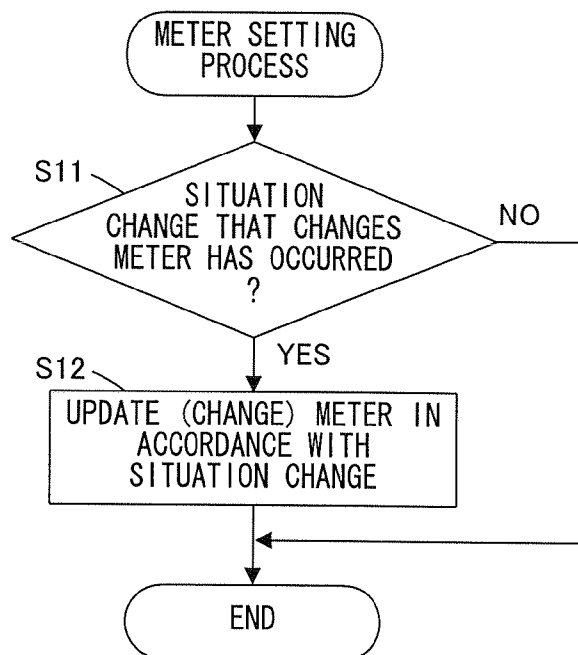 METER SETTING
PROCESS
S11
SITUATION
CHANGE THAT CHANGES
METER HAS OCCURRED
?
NO
YES
S12
UPDATE (CHANGE) METER IN
ACCORDANCE WITH
SITUATION CHANGE
END